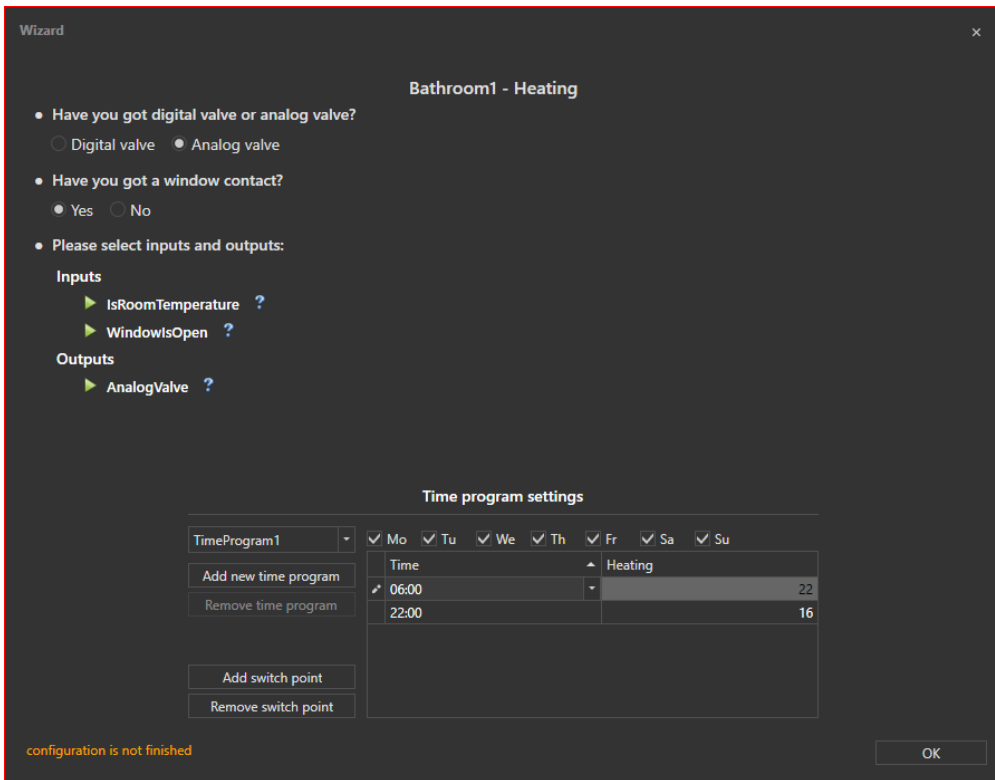 Wizard
×
Bathroom1 - Heating
• Have you got digital valve or analog valve?
Digital valve Analog valve
• Have you got a window contact?
Yes No
• Please select inputs and outputs:
Inputs
IsRoomTemperature ?
WindowIsOpen ?
Outputs
AnalogValve ?
Time program settings
TimeProgram1
Mo Tu We Th Fr Sa Su
Time Heating
Add new time program
06:00 22
Remove time program
22:00 16
Add switch point
Remove switch point
configuration is not finished
OK